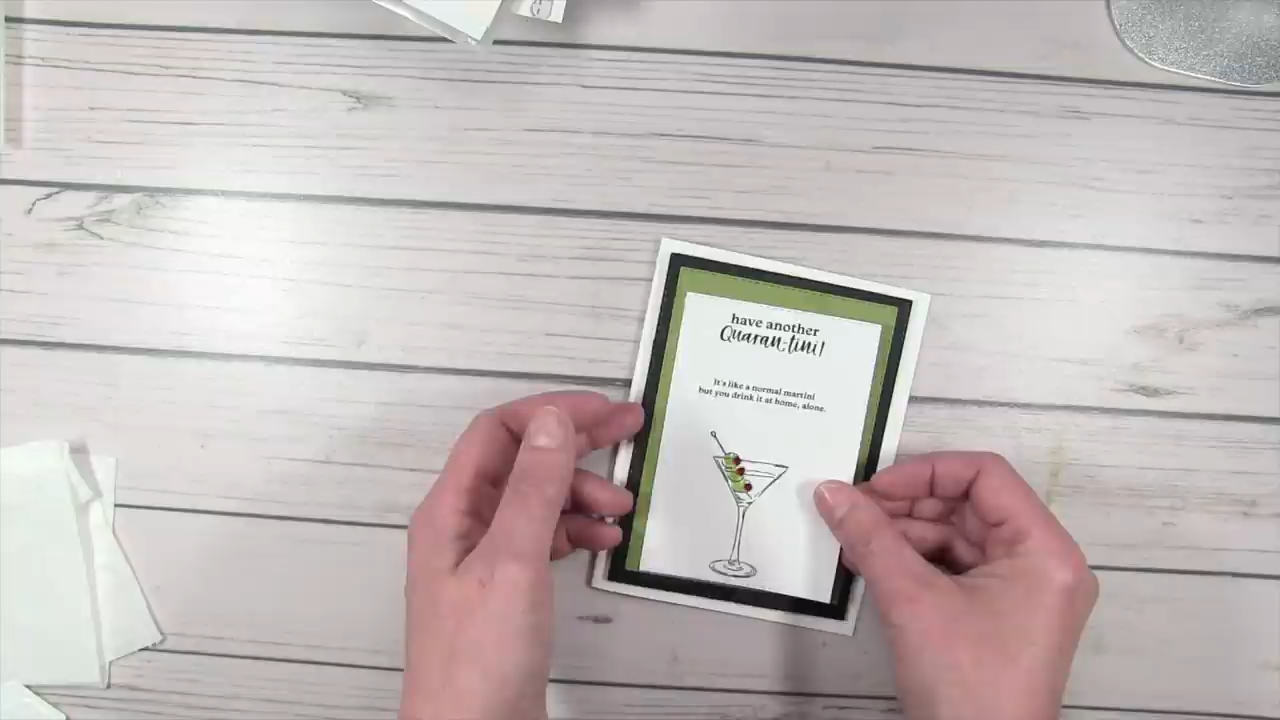 have another
Quaran-tini!
It's like a normal martini
but you drink it at home, alone.